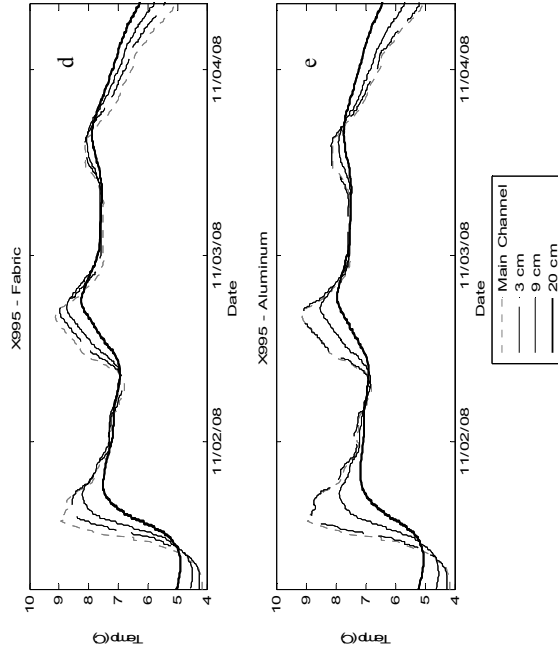 X995 - Fabric
d
10
9
8
7
6
5
4
Temp(C)
11/02/08
11/03/08
11/04/08
Date
X995 - Aluminum
e
10
9
8
7
6
5
4
Temp(C)
11/02/08
11/03/08
11/04/08
Date
Main Channel
3 cm
9 cm
20 cm